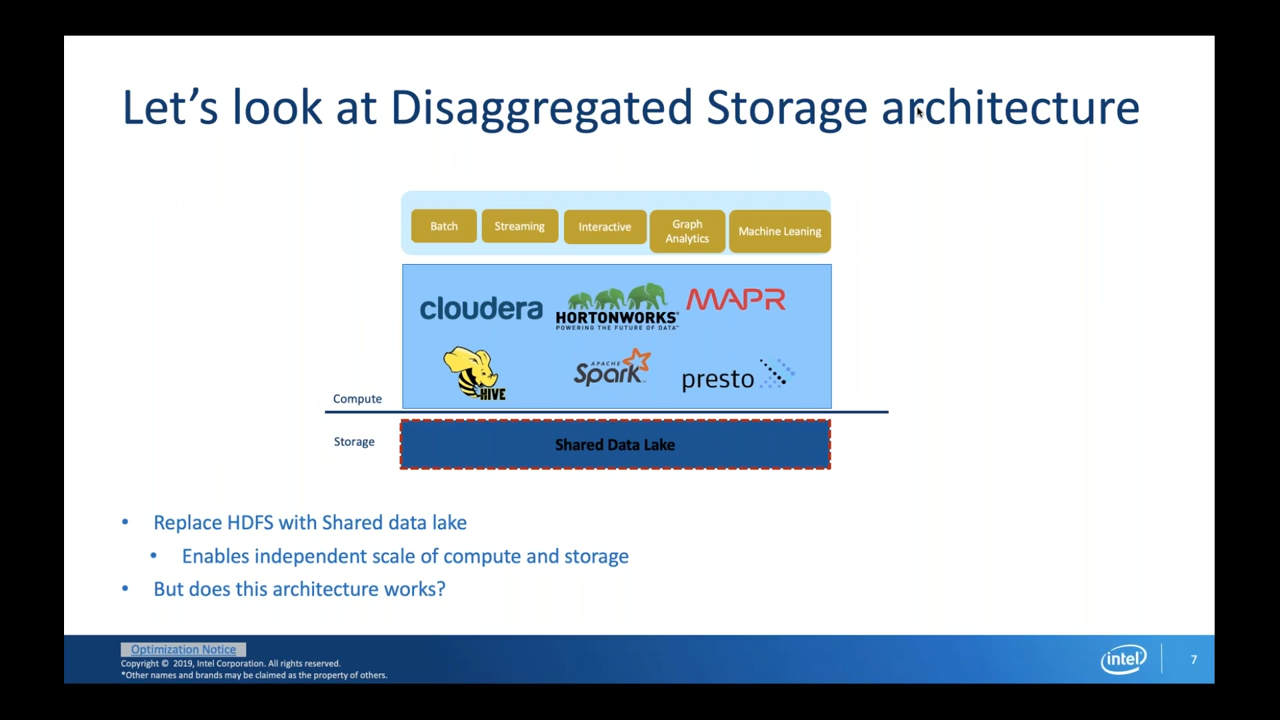 Let's look at Disaggregated Storage architecture
Batch
Streaming
Interactive
Graph
Analytics
Machine Leaning
cloudera
HORTONWORKS
POWERING THE FUTURE OF DATA
MAPR
HIVE
APACHE
Spark
presto
Compute
Storage
Shared Data Lake
• Replace HDFS with Shared data lake
• Enables independent scale of compute and storage
• But does this architecture works?
Optimization Notice
Copyright © 2019, Intel Corporation. All rights reserved.
*Other names and brands may be claimed as the property of others.
intel
7